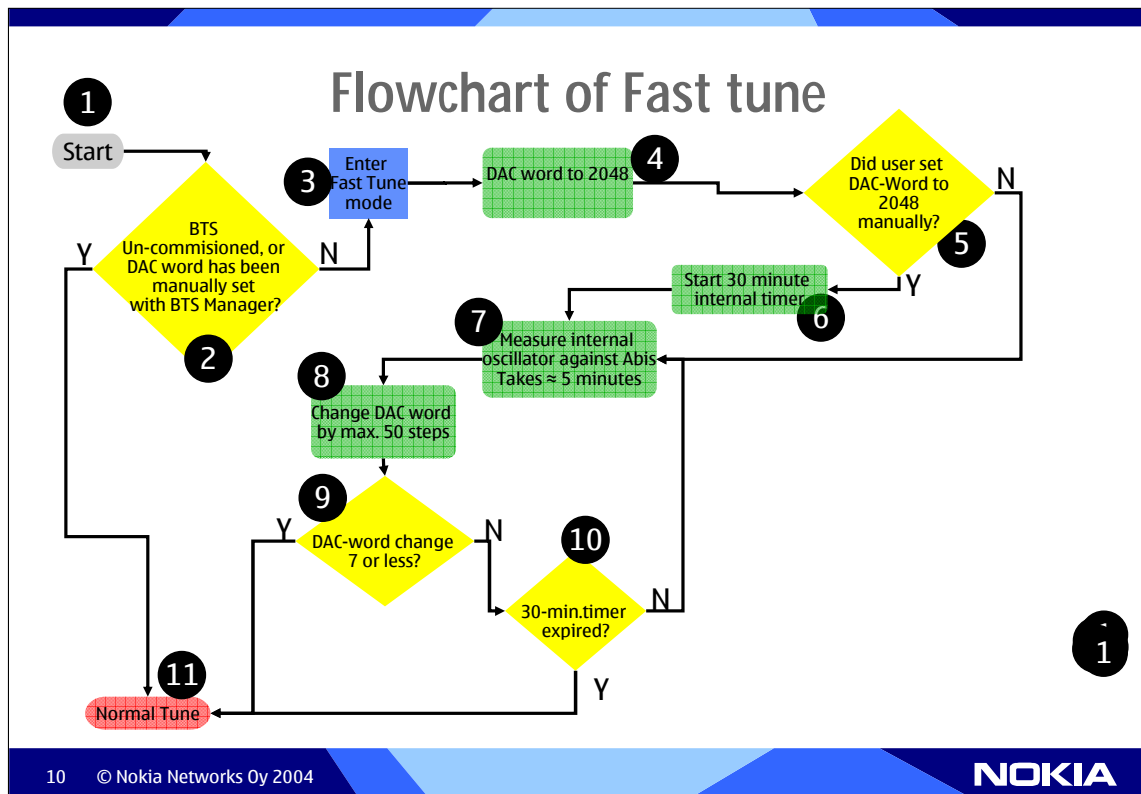 Flowchart of Fast tune
1
Start
BTS
Un-commisioned, or
DAC word has been
manually set
with BTS Manager?
2
Y
N
3
Enter
Fast Tune
mode
DAC word to 2048
4
Did user set
DAC-Word to
2048
manually?
5
N
Y
Start 30 minute
internal timer
6
7
Measure internal
oscillator against Abis
Takes ≈ 5 minutes
8
Change DAC word
by max. 50 steps
9
DAC-word change
7 or less?
Y
N
10
30-min.timer
expired?
N
Y
11
Normal Tune
1
10 © Nokia Networks Oy 2004
NOKIA